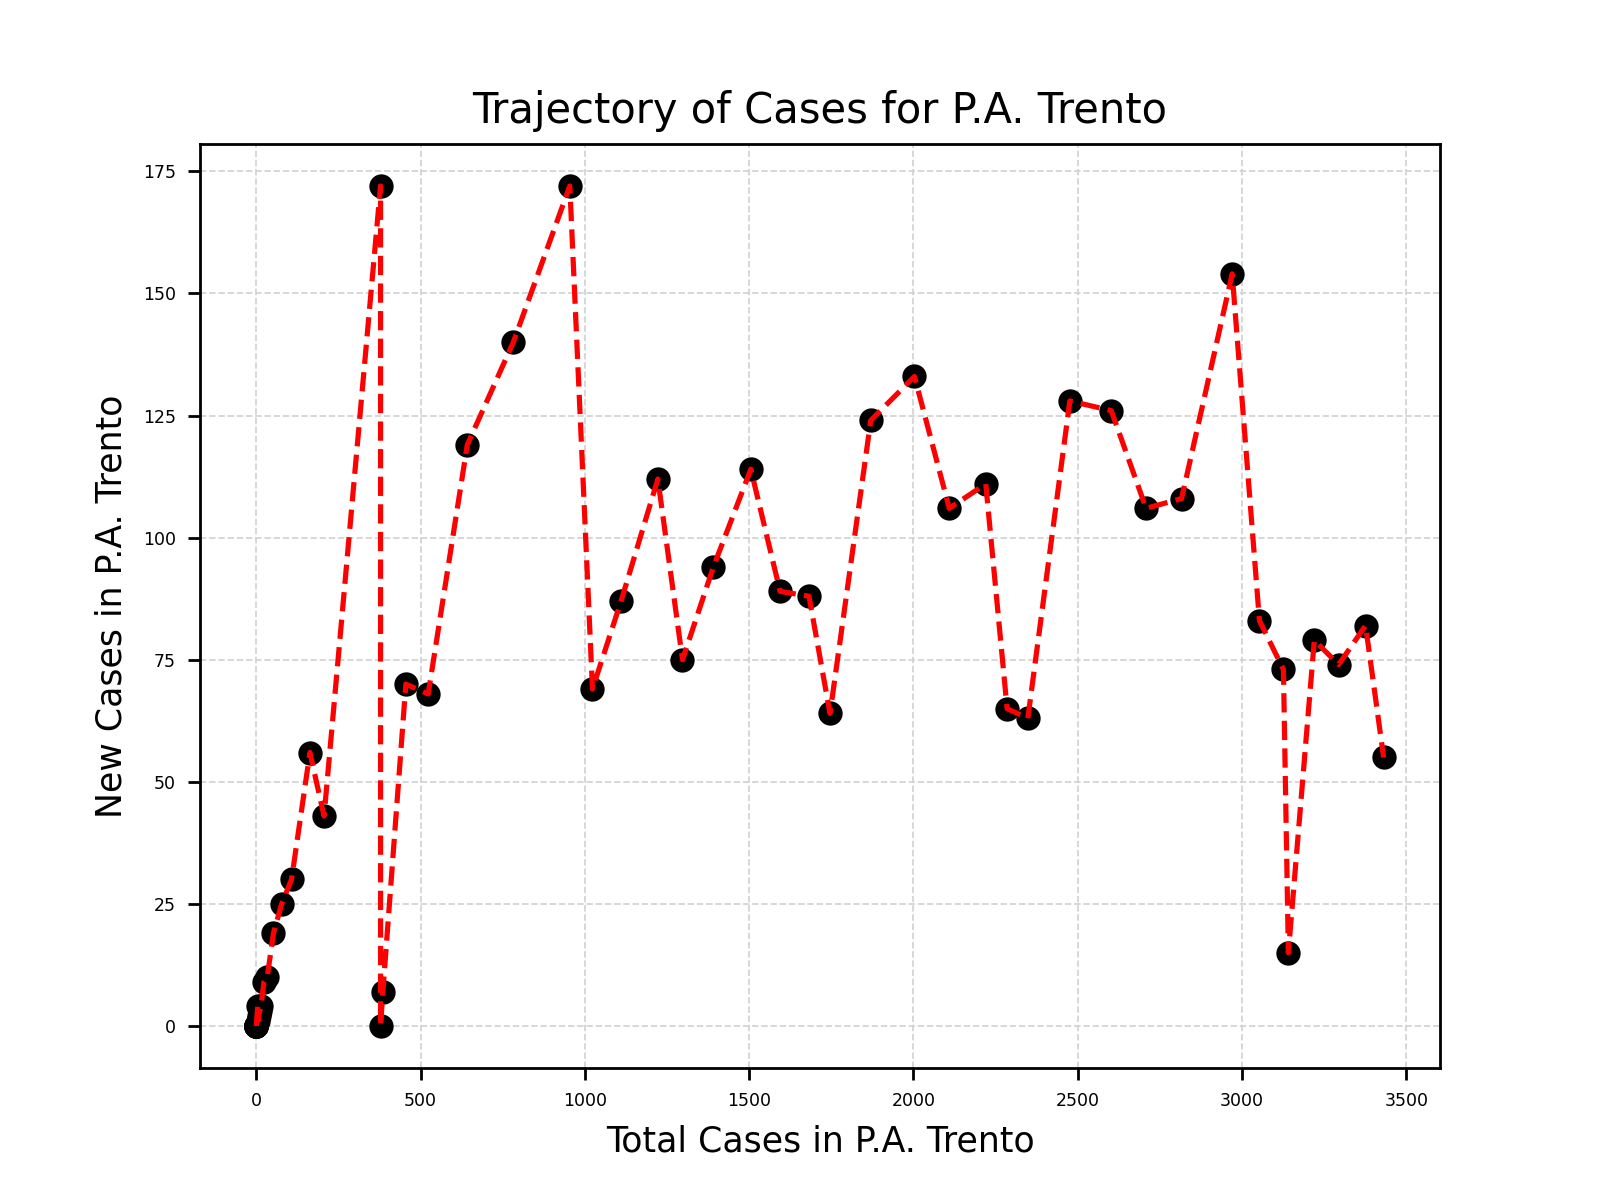 Trajectory of Cases for P.A. Trento
New Cases in P.A. Trento
175
150
125
100
75
50
25
0
0 500 1000 1500 2000 2500 3000 3500
Total Cases in P.A. Trento